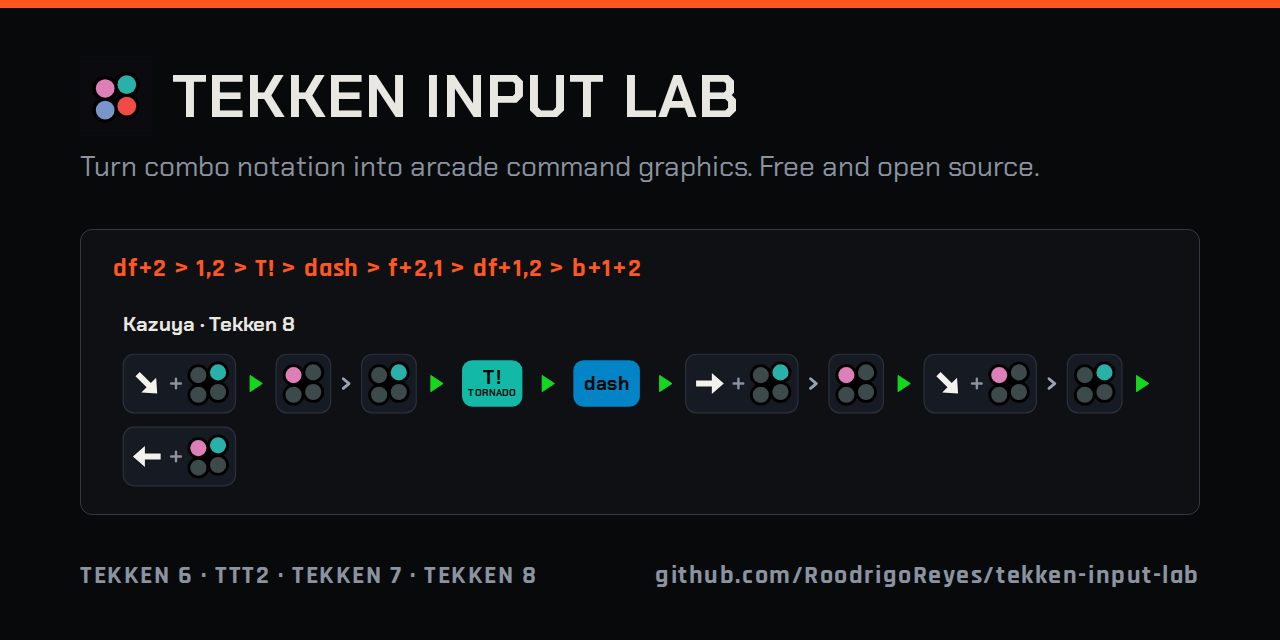 TEKKEN INPUT LAB
Turn combo notation into arcade command graphics. Free and open source.
df+2 > 1,2 > T! > dash > f+2,1 > df+1,2 > b+1+2
Kazuya · Tekken 8
+ T! TORNADO dash + +
+
TEKKEN 6 · TTT2 · TEKKEN 7 · TEKKEN 8
github.com/RoodrigoReyes/tekken-input-lab